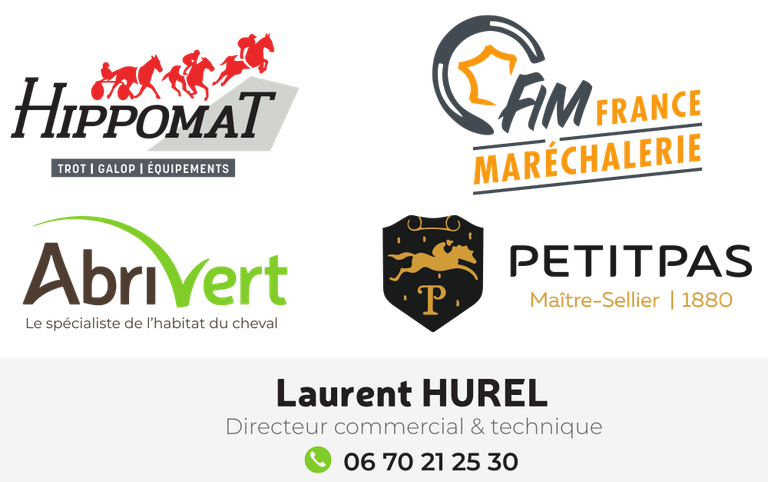 HIPPOMAT
TROT | GALOP | ÉQUIPEMENTS
FIM FRANCE
MARÉCHALERIE
AbriVert
Le spécialiste de l'habitat du cheval
P
PETITPAS
Maître-Sellier | 1880
Laurent HUREL
Directeur commercial & technique
06 70 21 25 30